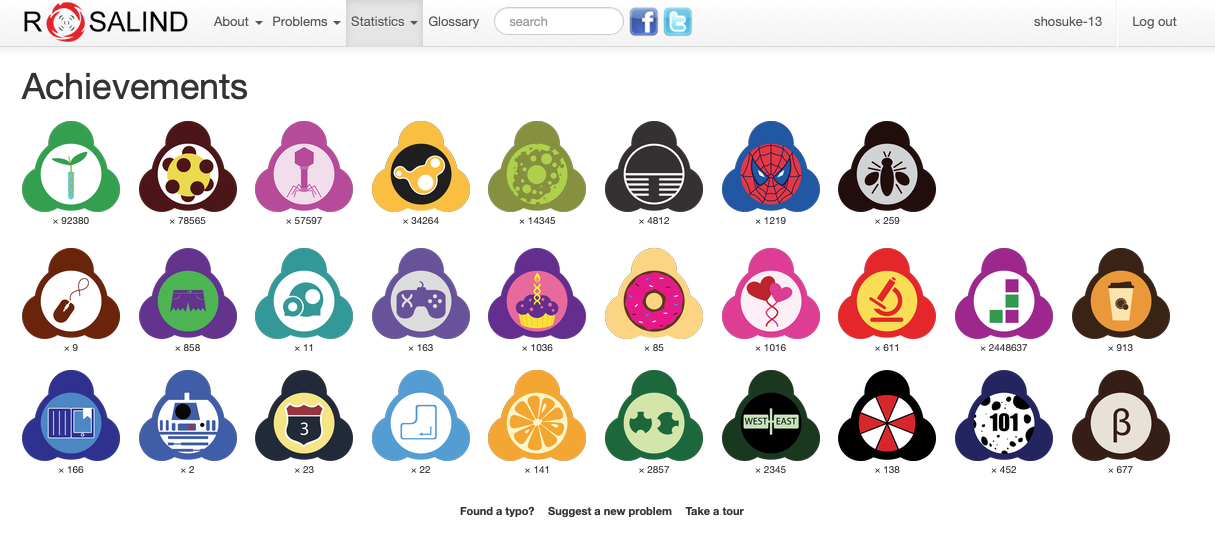 ROSALIND About Problems Statistics Glossary search shosuke-13 Log out
Achievements
× 92380 × 78565 × 57597 × 34264 × 14345 × 4812 × 1219 × 259
× 9 × 858 × 11 × 163 × 1036 × 85 × 1016 × 611 × 2448637 × 913
3 WEST EAST 101 β
× 166 × 2 × 23 × 22 × 141 × 2857 × 2345 × 138 × 452 × 677
Found a typo? Suggest a new problem Take a tour